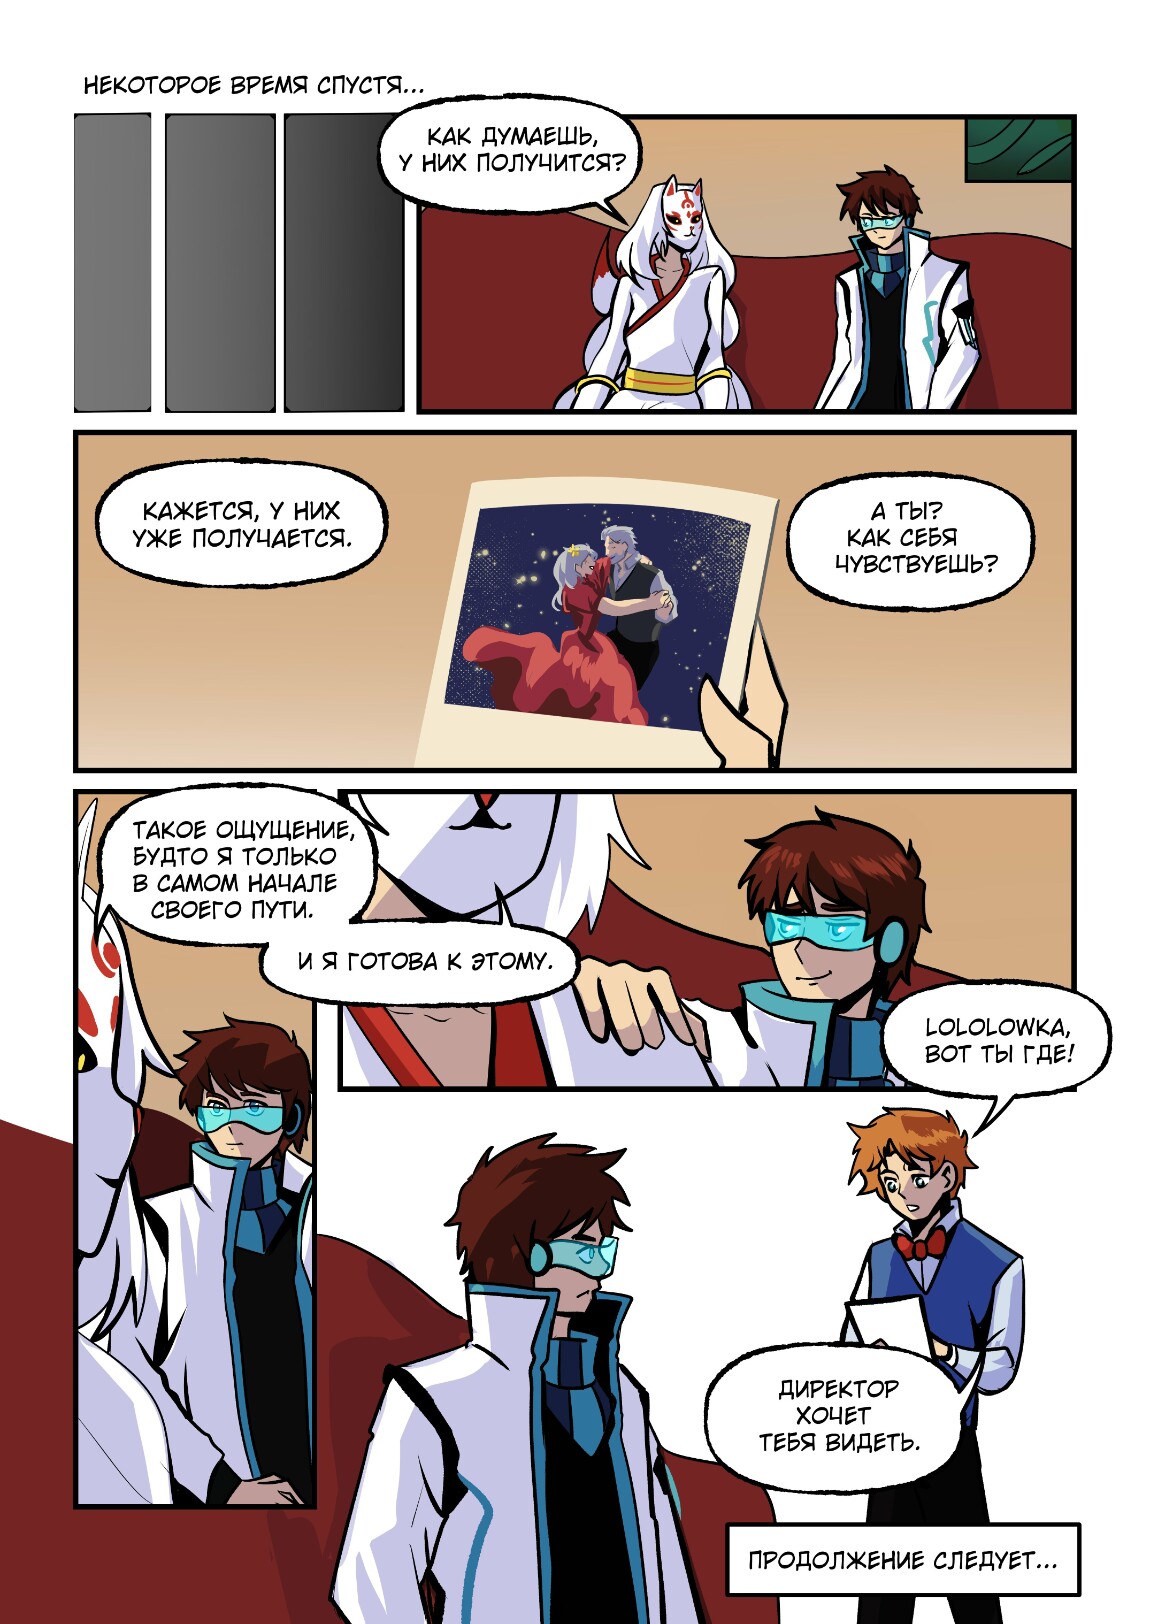 НЕКОТОРОЕ ВРЕМЯ СПУСТЯ...
КАК ДУМАЕШЬ,
У НИХ ПОЛУЧИТСЯ?
КАЖЕТСЯ, У НИХ
УЖЕ ПОЛУЧАЕТСЯ.
А ТЫ?
КАК СЕБЯ
ЧУВСТВУЕШЬ?
ТАКОЕ ОЩУЩЕНИЕ,
БУДТО Я ТОЛЬКО
В САМОМ НАЧАЛЕ
СВОЕГО ПУТИ.
И Я ГОТОВА К ЭТОМУ.
LOLOLOWKA,
ВОТ ТЫ ГДЕ!
ДИРЕКТОР
ХОЧЕТ
ТЕБЯ ВИДЕТЬ.
ПРОДОЛЖЕНИЕ СЛЕДУЕТ...